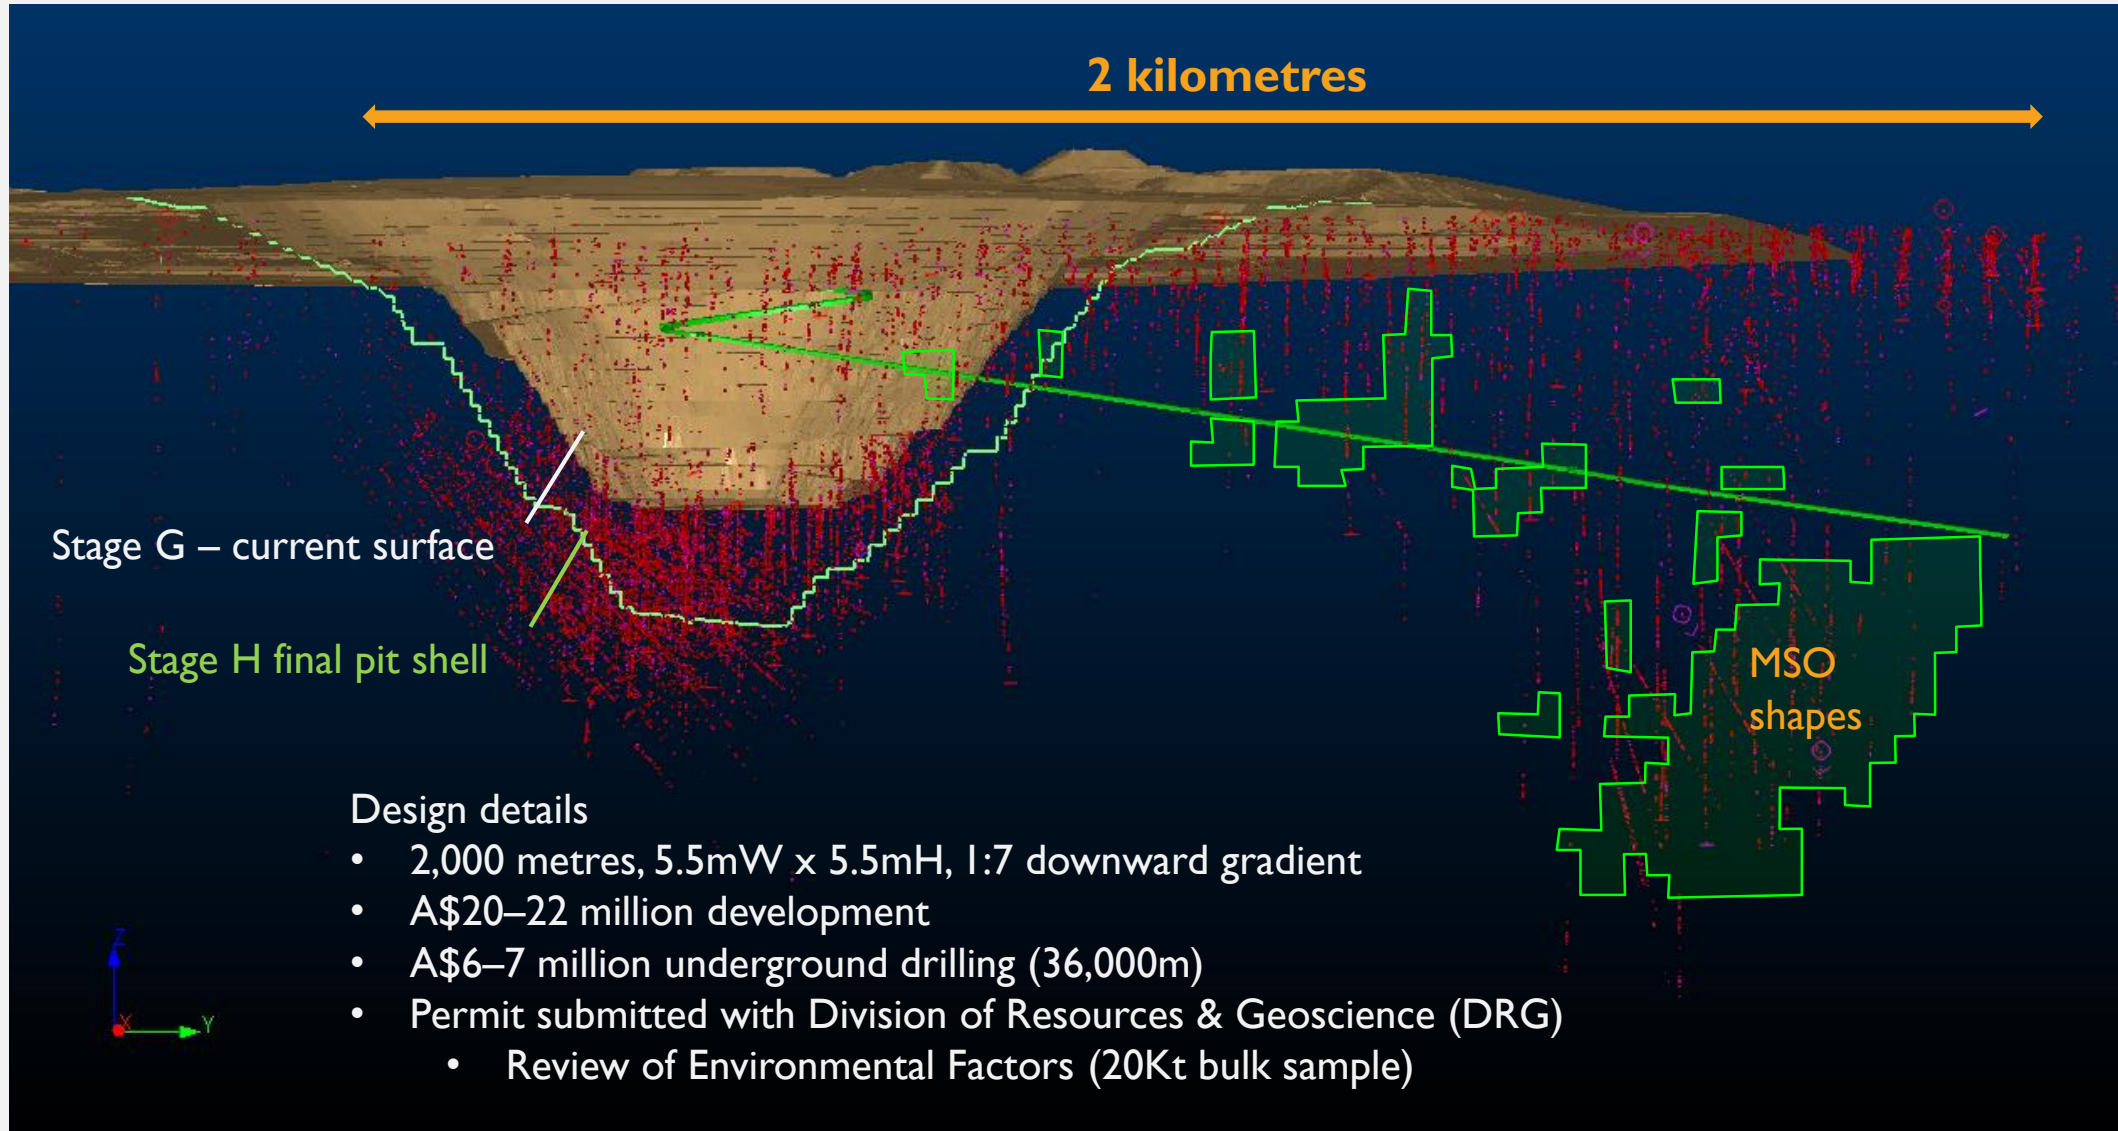 2 kilometres
Stage G – current surface
Stage H final pit shell
MSO
shapes
Design details
• 2,000 metres, 5.5mW x 5.5mH, 1:7 downward gradient
• A$20–22 million development
• A$6–7 million underground drilling (36,000m)
• Permit submitted with Division of Resources & Geoscience (DRG)
• Review of Environmental Factors (20Kt bulk sample)
Z
X
Y